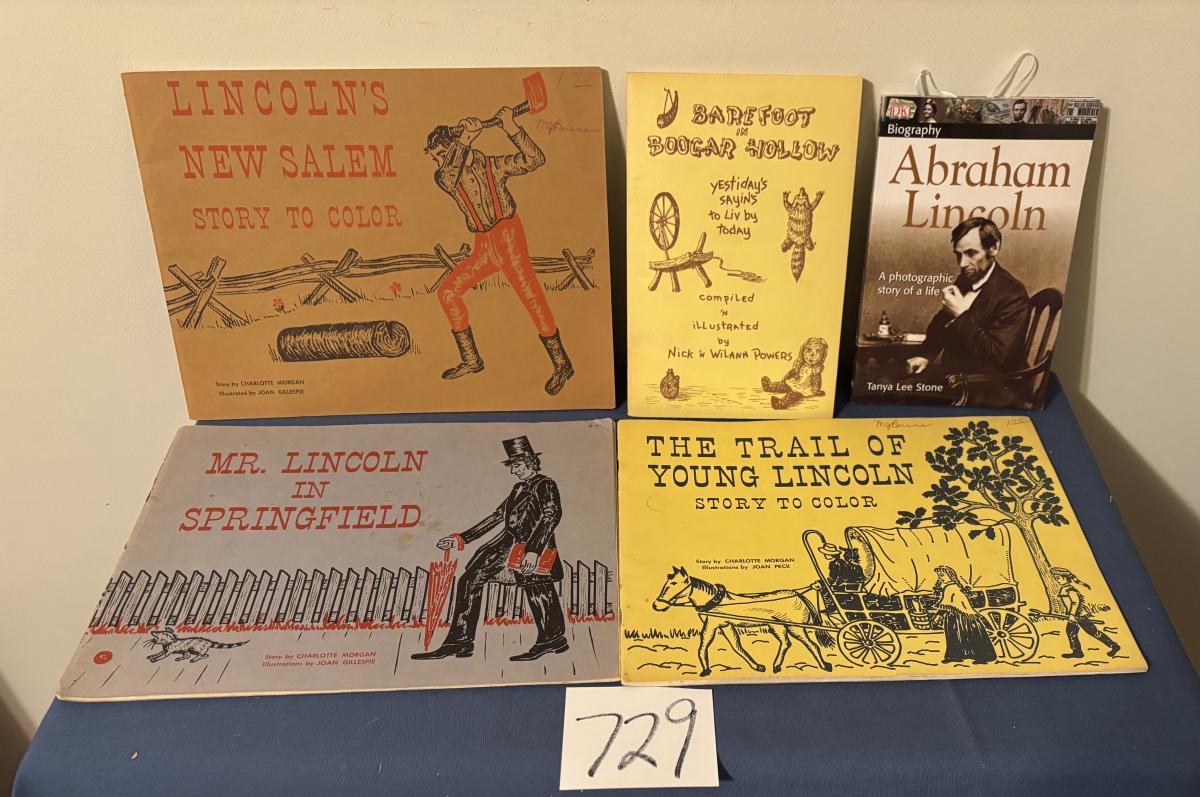 LINCOLN'S
NEW SALEM
STORY TO COLOR
Story by CHARLOTTE MORGAN
Illustrated by JOAN GILLESPIE
BAREFOOT
in
BOOGAR HOLLOW
yestiday's
sayin's
to Liv by
today
compiled
'n
illustrated
by
Nick 'n Wilann Powers
DK
Biography
Abraham
Lincoln
A photographic
story of a life
Tanya Lee Stone
MR. LINCOLN
IN
SPRINGFIELD
Story by CHARLOTTE MORGAN
Illustrations by JOAN GILLESPIE
MJBurns
THE TRAIL OF
YOUNG LINCOLN
STORY TO COLOR
Story by CHARLOTTE MORGAN
Illustrations by JOAN PECK
729